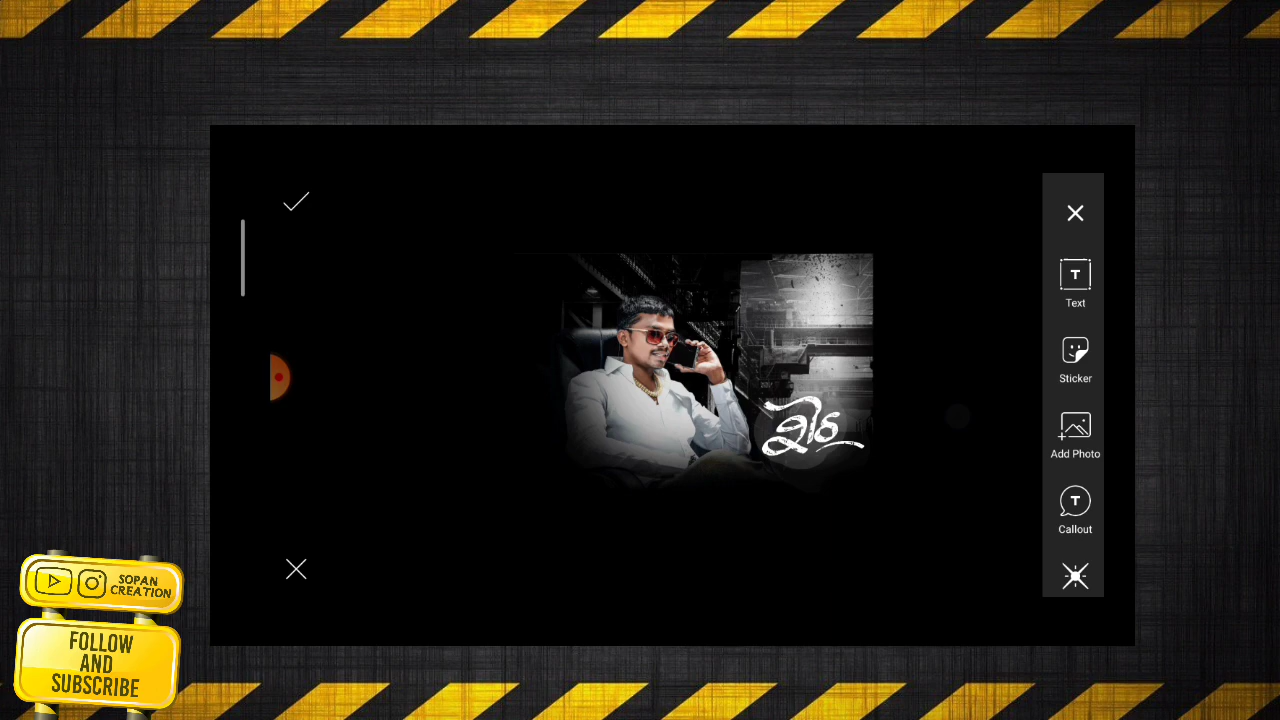 Text
Sticker
Add Photo
Callout
SOPAN
CREATION
FOLLOW
AND
SUBSCRIBE